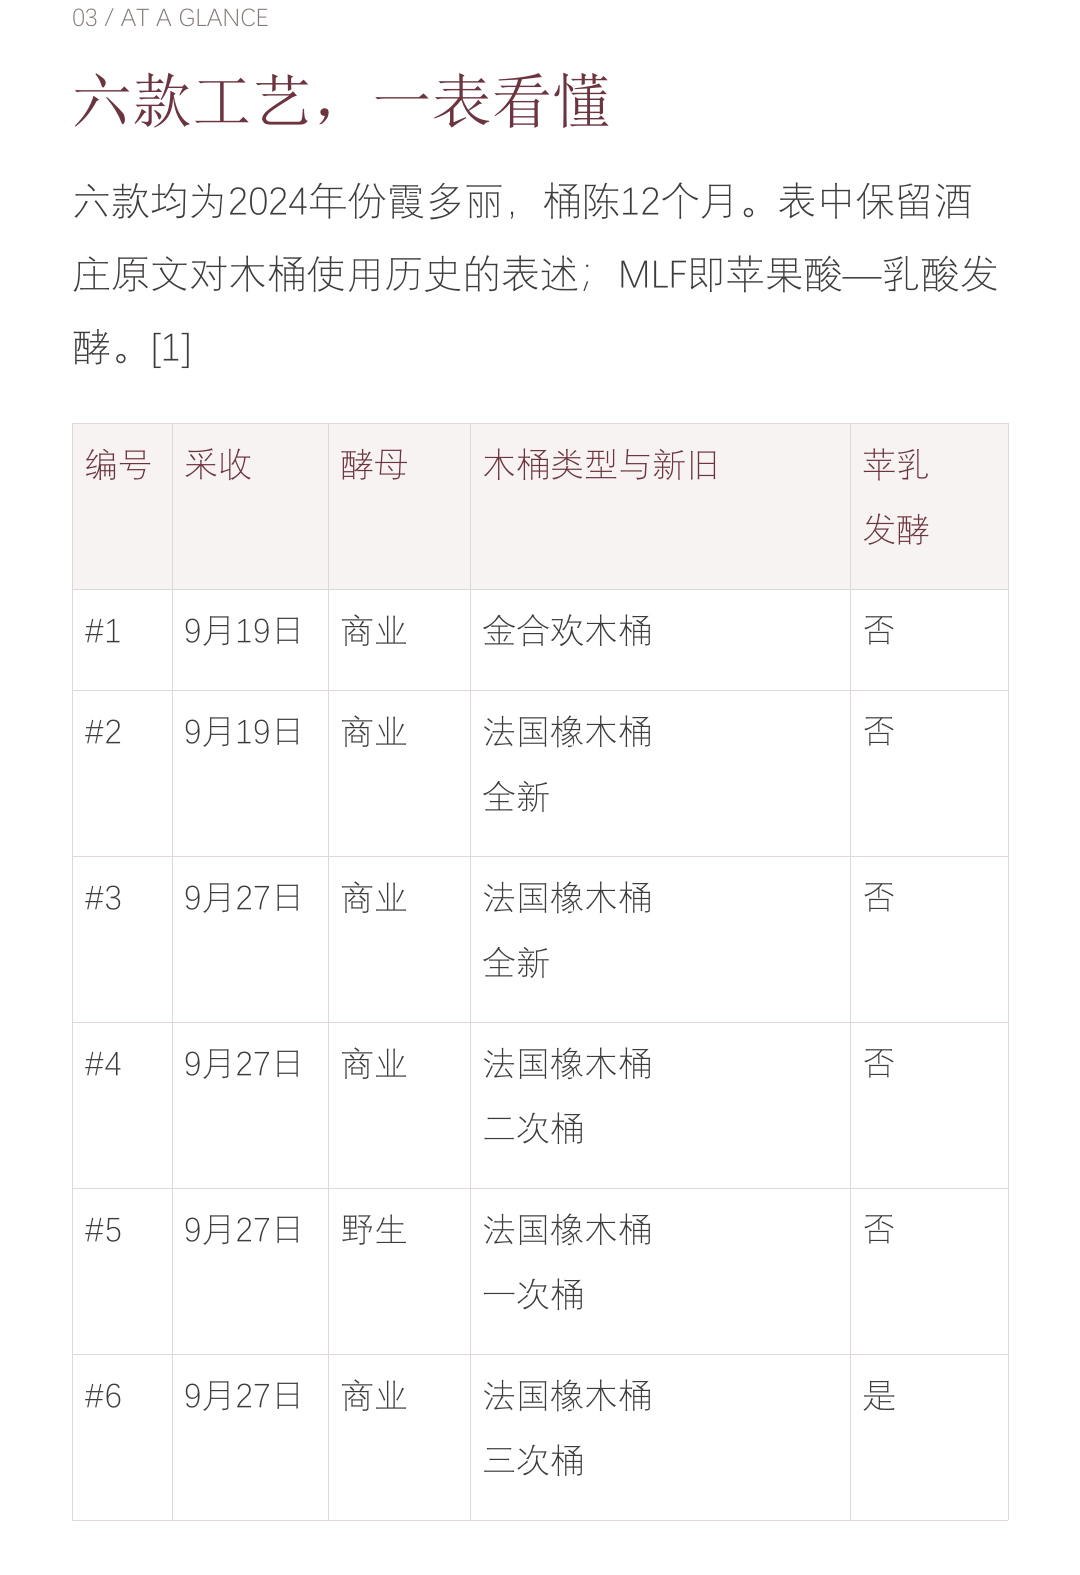 03 / AT A GLANCE
六款工艺，一表看懂
六款均为2024年份霞多丽，桶陈12个月。表中保留酒
庄原文对木桶使用历史的表述；MLF即苹果酸—乳酸发
酵。[1]
编号 采收 酵母 木桶类型与新旧 苹乳
发酵
#1 9月19日 商业 金合欢木桶 否
#2 9月19日 商业 法国橡木桶 否
全新
#3 9月27日 商业 法国橡木桶 否
全新
#4 9月27日 商业 法国橡木桶 否
二次桶
#5 9月27日 野生 法国橡木桶 否
一次桶
#6 9月27日 商业 法国橡木桶 是
三次桶